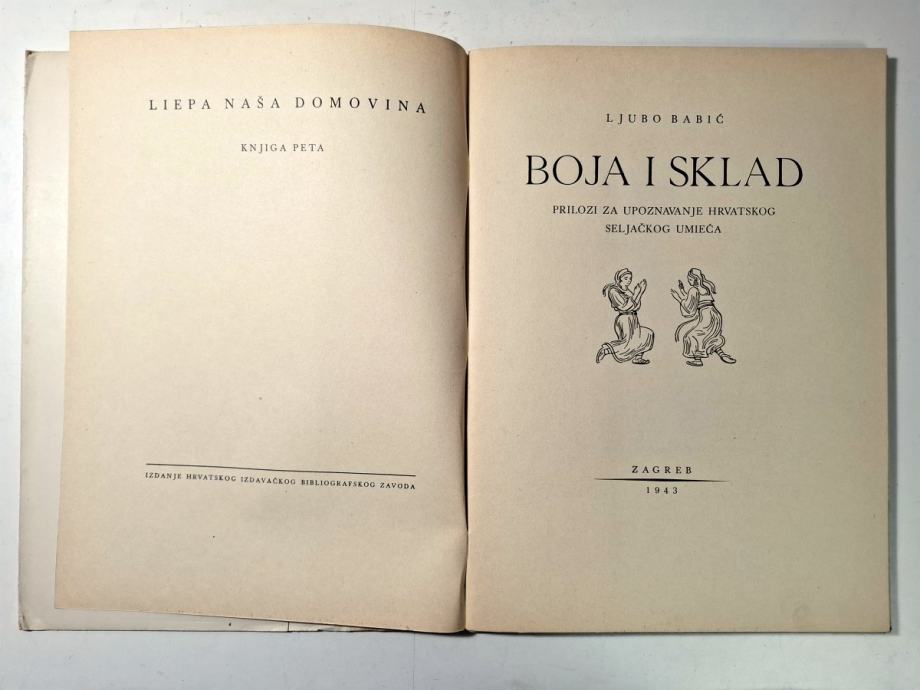 LIEPA NAŠA DOMOVINA
KNJIGA PETA
IZDANJE HRVATSKOG IZDAVAČKOG BIBLIOGRAFSKOG ZAVODA
LJUBO BABIĆ
BOJA I SKLAD
PRILOZI ZA UPOZNAVANJE HRVATSKOG
SELJAČKOG UMIEĆA
ZAGREB
1943